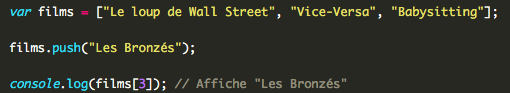 var films = ["Le loup de Wall Street", "Vice-Versa", "Babysitting"];
films.push("Les Bronzés");
console.log(films[3]); // Affiche "Les Bronzés"